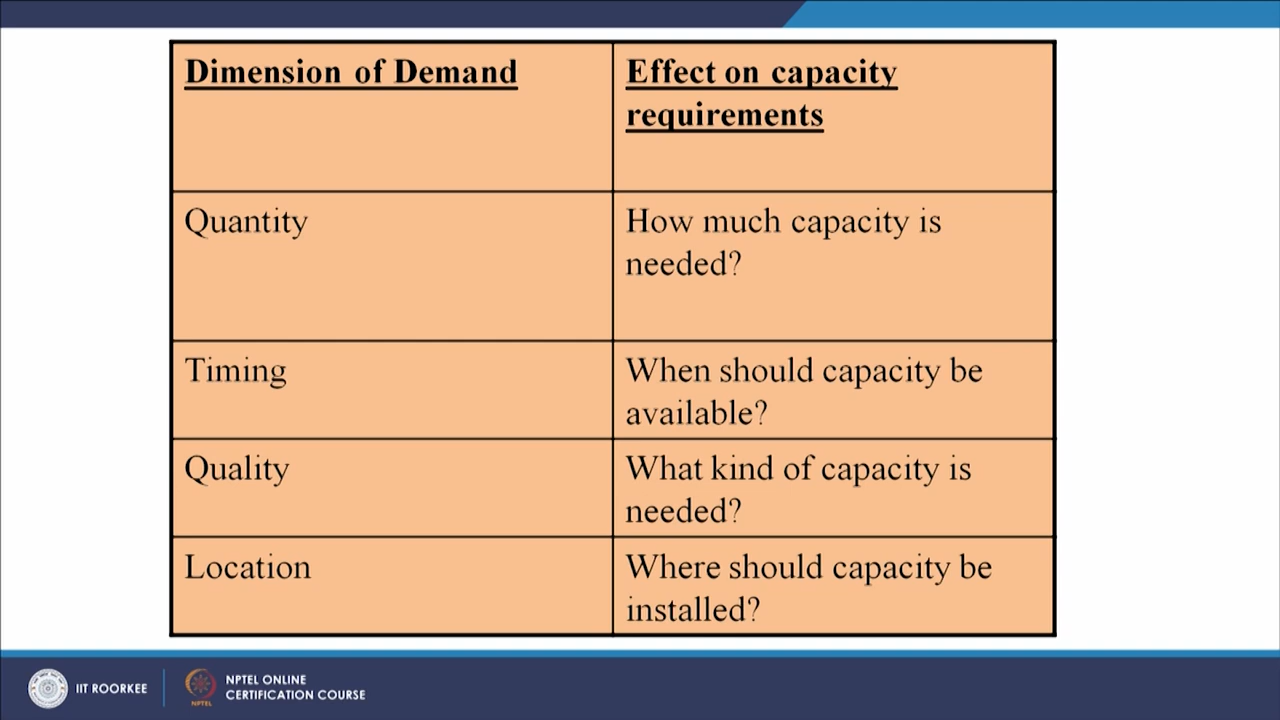 Dimension of Demand
Effect on capacity
requirements
Quantity
How much capacity is
needed?
Timing
When should capacity be
available?
Quality
What kind of capacity is
needed?
Location
Where should capacity be
installed?
IIT ROORKEE
NPTEL
NPTEL ONLINE
CERTIFICATION COURSE